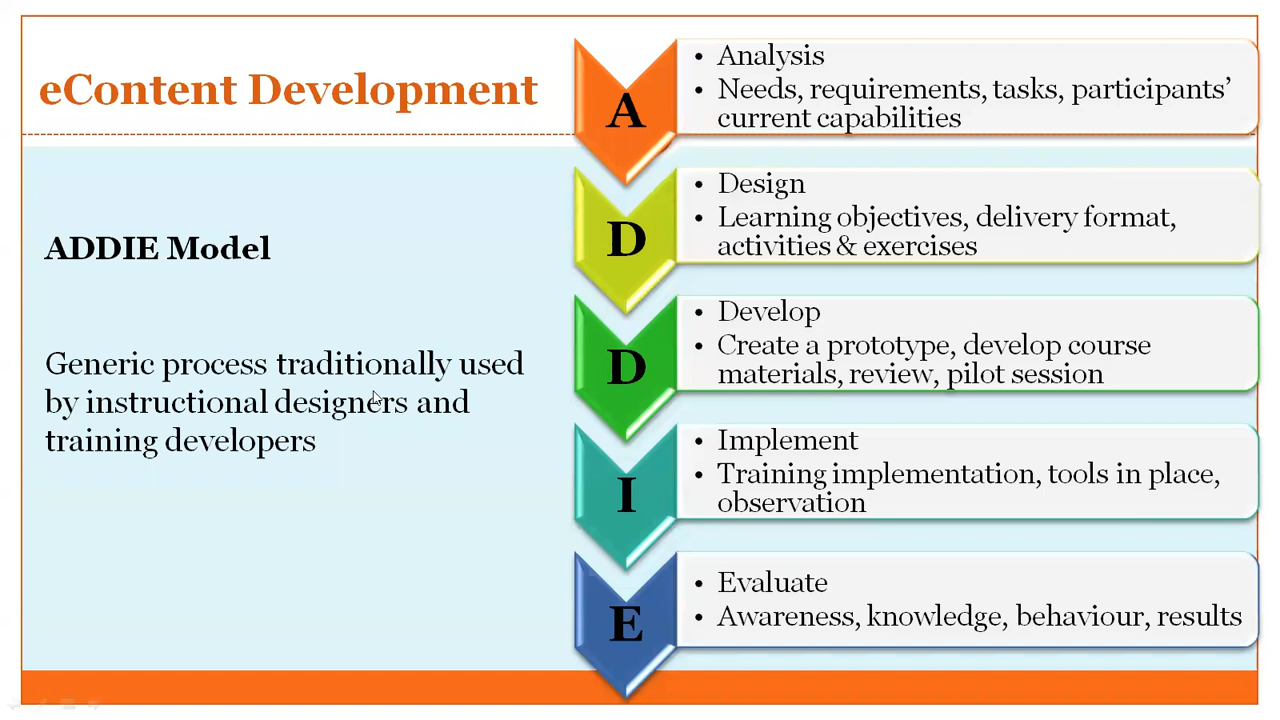 eContent Development
ADDIE Model
Generic process traditionally used
by instructional designers and
training developers
A
• Analysis
• Needs, requirements, tasks, participants’
current capabilities
D
• Design
• Learning objectives, delivery format,
activities & exercises
D
• Develop
• Create a prototype, develop course
materials, review, pilot session
I
• Implement
• Training implementation, tools in place,
observation
E
• Evaluate
• Awareness, knowledge, behaviour, results